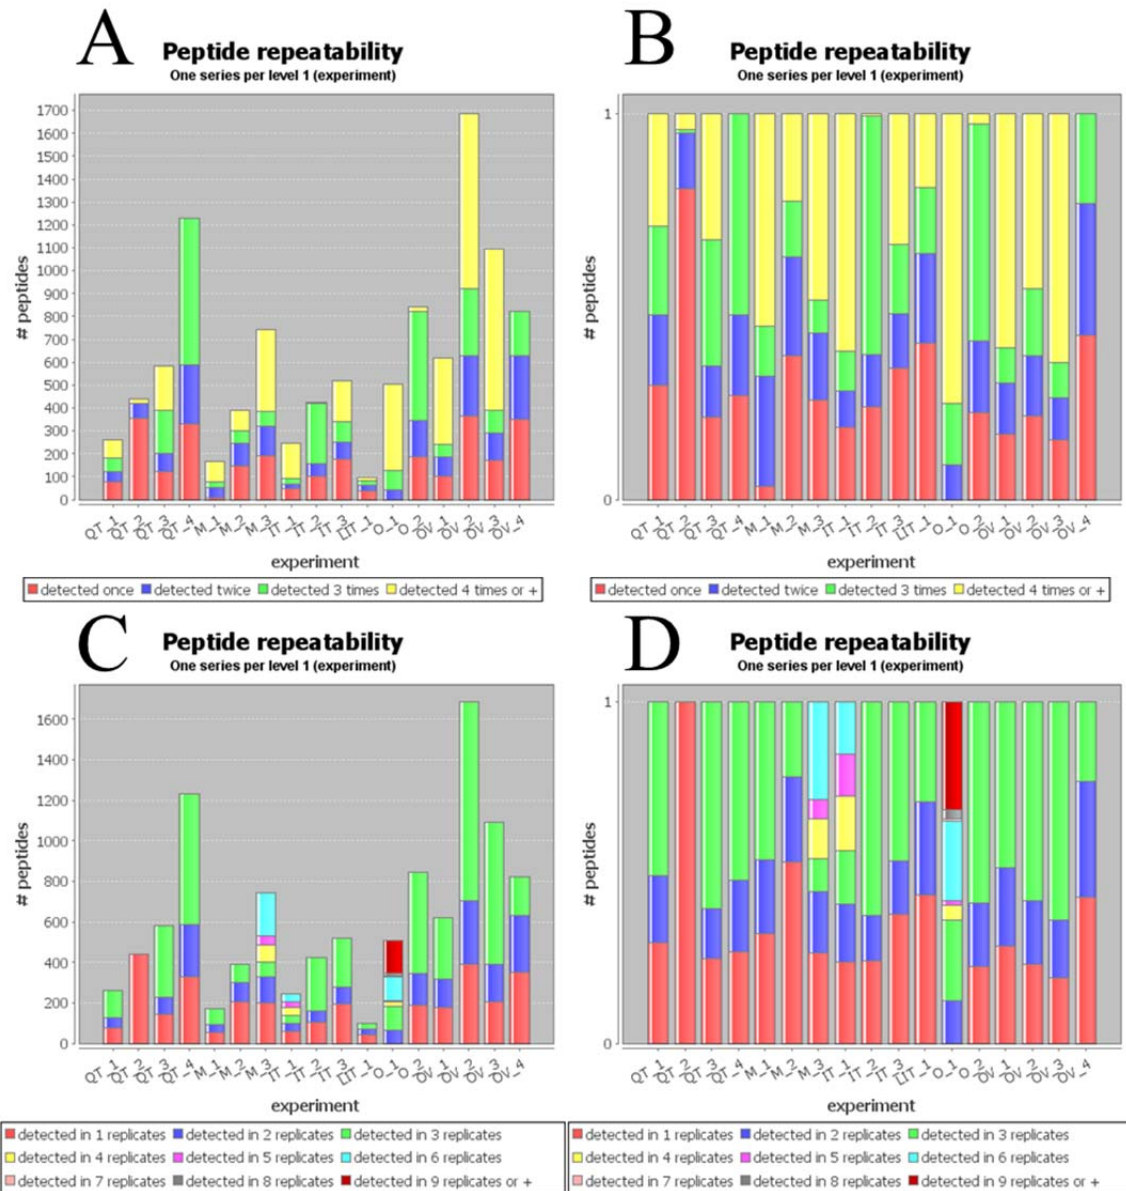 A
Peptide repeatability
One series per level 1 (experiment)
1700
1600
1500
1400
1300
1200
1100
1000
900
800
700
600
500
400
300
200
100
0
# peptides
QT_1 QT_2 QT_3 QT_4 M_1 M_2 M_3 IT_1 IT_2 IT_3 LIT_1 O_1 O_2 OV_1 OV_2 OV_3 OV_4
experiment
detected once detected twice detected 3 times detected 4 times or +
B
Peptide repeatability
One series per level 1 (experiment)
1
0
# peptides
QT_1 QT_2 QT_3 QT_4 M_1 M_2 M_3 IT_1 IT_2 IT_3 LIT_1 O_1 O_2 OV_1 OV_2 OV_3 OV_4
experiment
detected once detected twice detected 3 times detected 4 times or +
C
Peptide repeatability
One series per level 1 (experiment)
1600
1400
1200
1000
800
600
400
200
0
# peptides
QT_1 QT_2 QT_3 QT_4 M_1 M_2 M_3 IT_1 IT_2 IT_3 LIT_1 O_1 O_2 OV_1 OV_2 OV_3 OV_4
experiment
detected in 1 replicates detected in 2 replicates detected in 3 replicates
detected in 4 replicates detected in 5 replicates detected in 6 replicates
detected in 7 replicates detected in 8 replicates detected in 9 replicates or +
D
Peptide repeatability
One series per level 1 (experiment)
1
0
# peptides
QT_1 QT_2 QT_3 QT_4 M_1 M_2 M_3 IT_1 IT_2 IT_3 LIT_1 O_1 O_2 OV_1 OV_2 OV_3 OV_4
experiment
detected in 1 replicates detected in 2 replicates detected in 3 replicates
detected in 4 replicates detected in 5 replicates detected in 6 replicates
detected in 7 replicates detected in 8 replicates detected in 9 replicates or +